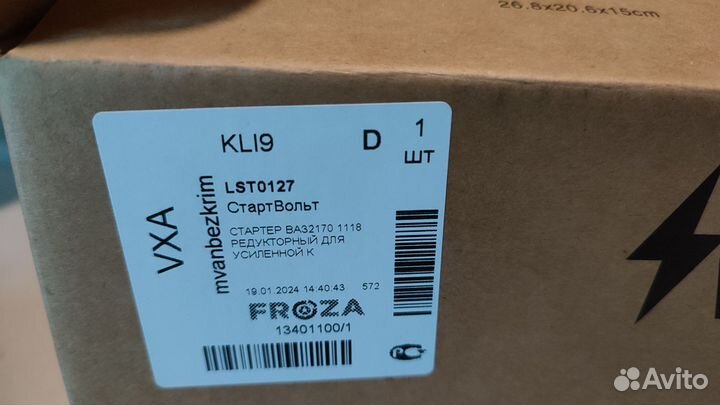 26.8x20.6x15cm
KLI9
D
1
ШТ
VXA
mvanbezkrim
LST0127
СтартВольт
СТАРТЕР ВАЗ2170 1118
РЕДУКТОРНЫЙ ДЛЯ
УСИЛЕННОЙ К
19.01.2024 14:40:43 572
FROZA
13401100/1
Avito